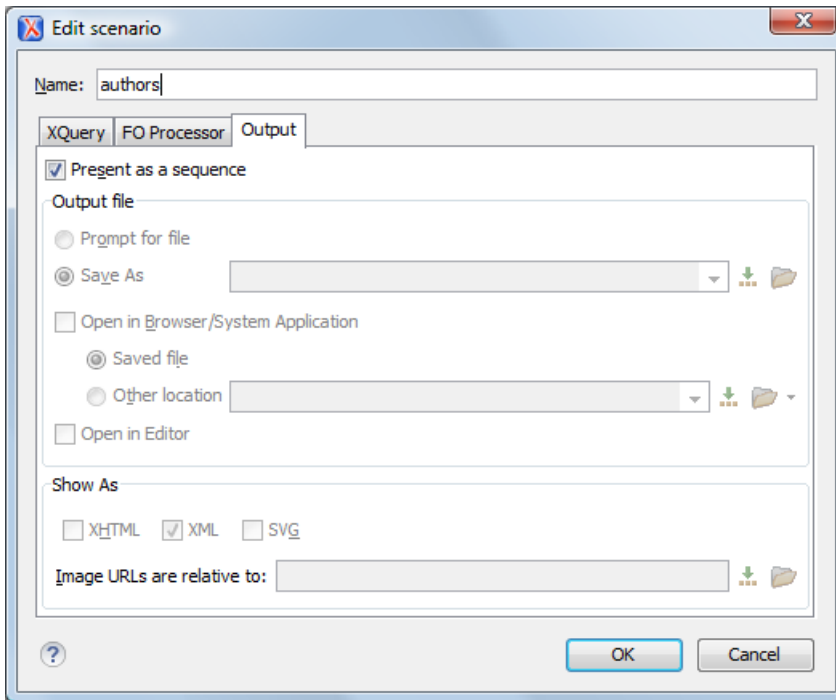 Edit scenario
Name: authors
XQuery FO Processor Output
Present as a sequence
Output file
Prompt for file
Save As
Open in Browser/System Application
Saved file
Other location
Open in Editor
Show As
XHTML XML SVG
Image URLs are relative to:
? OK Cancel